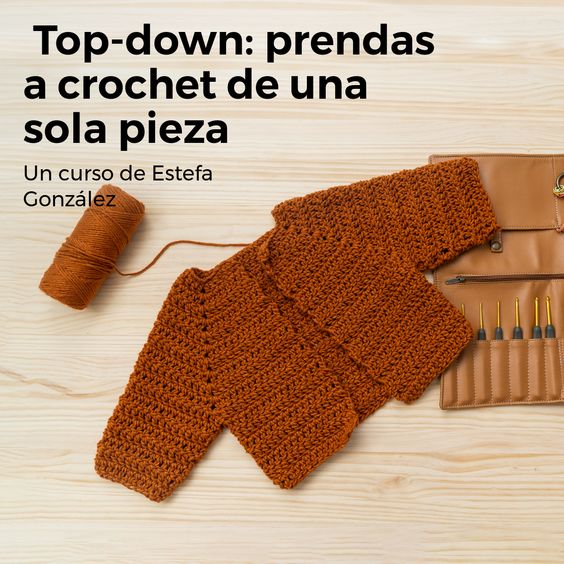 Top-down: prendas
a crochet de una
sola pieza
Un curso de Estefa
González